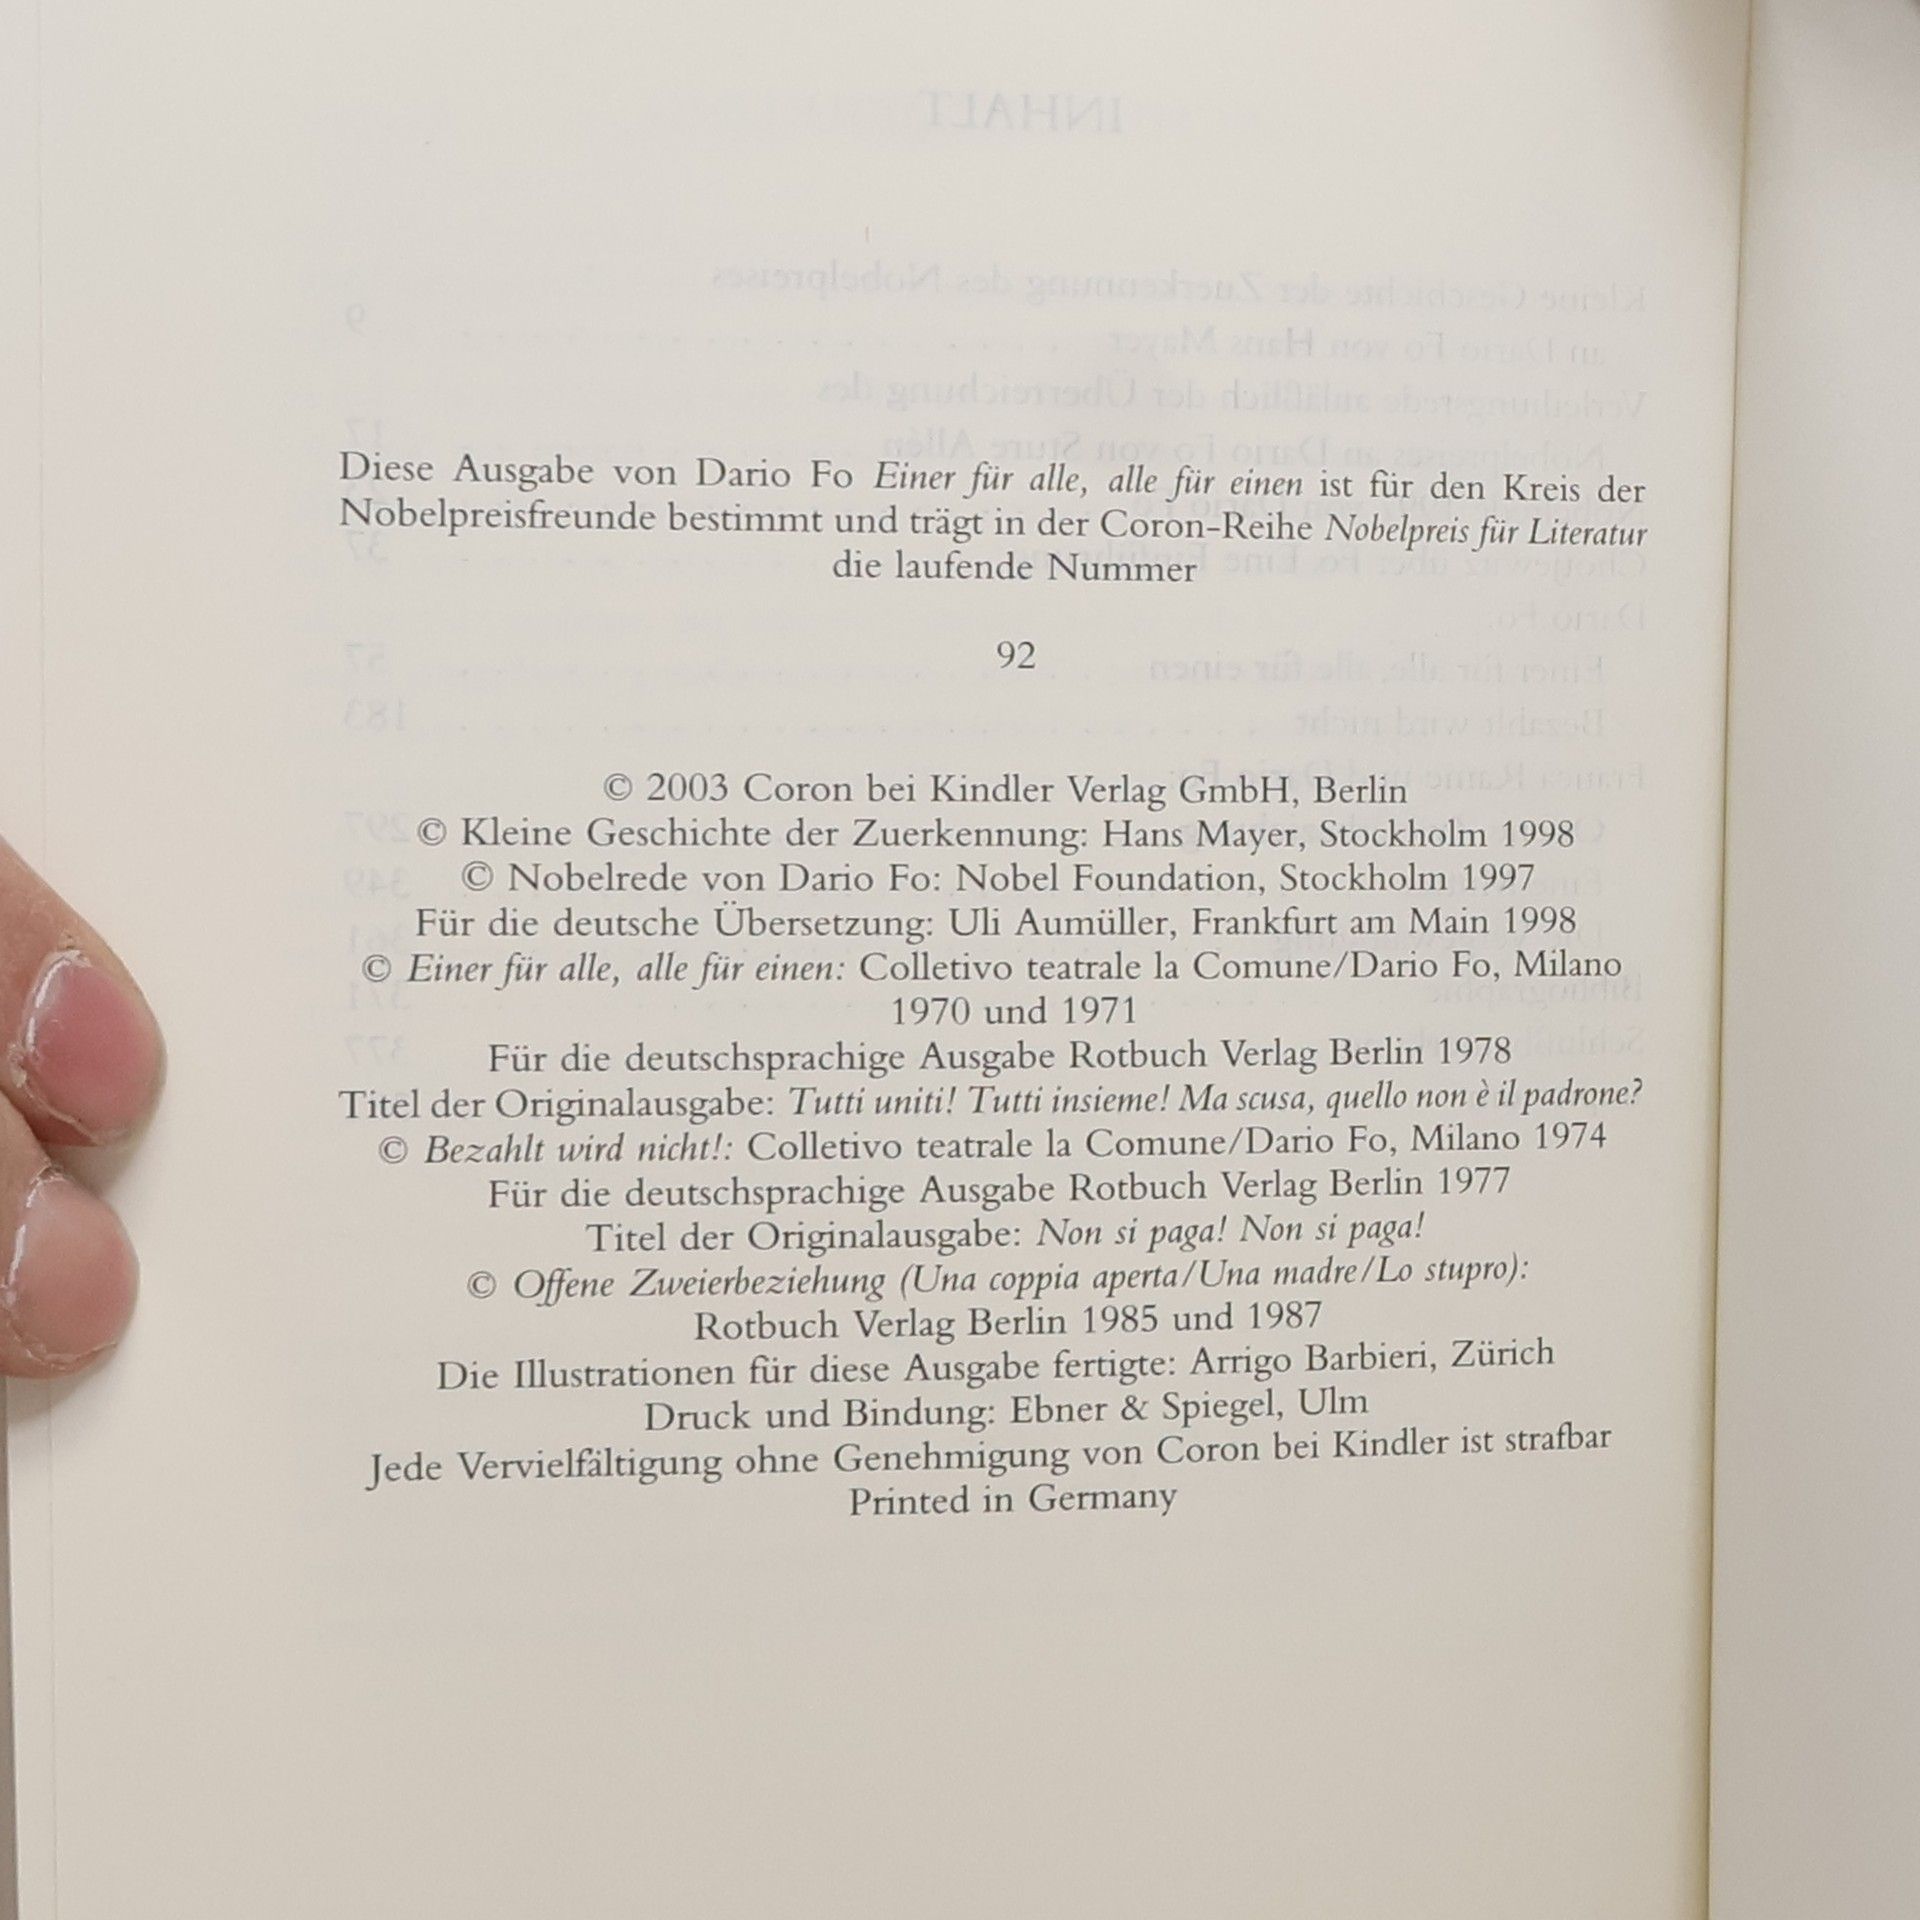 Diese Ausgabe von Dario Fo Einer für alle, alle für einen ist für den Kreis der
Nobelpreisfreunde bestimmt und trägt in der Coron-Reihe Nobelpreis für Literatur
die laufende Nummer
92
© 2003 Coron bei Kindler Verlag GmbH, Berlin
© Kleine Geschichte der Zuerkennung: Hans Mayer, Stockholm 1998
© Nobelrede von Dario Fo: Nobel Foundation, Stockholm 1997
Für die deutsche Übersetzung: Uli Aumüller, Frankfurt am Main 1998
© Einer für alle, alle für einen: Colletivo teatrale la Comune/Dario Fo, Milano
1970 und 1971
Für die deutschsprachige Ausgabe Rotbuch Verlag Berlin 1978
Titel der Originalausgabe: Tutti uniti! Tutti insieme! Ma scusa, quello non è il padrone?
© Bezahlt wird nicht!: Colletivo teatrale la Comune/Dario Fo, Milano 1974
Für die deutschsprachige Ausgabe Rotbuch Verlag Berlin 1977
Titel der Originalausgabe: Non si paga! Non si paga!
© Offene Zweierbeziehung (Una coppia aperta/Una madre/Lo stupro):
Rotbuch Verlag Berlin 1985 und 1987
Die Illustrationen für diese Ausgabe fertigte: Arrigo Barbieri, Zürich
Druck und Bindung: Ebner & Spiegel, Ulm
Jede Vervielfältigung ohne Genehmigung von Coron bei Kindler ist strafbar
Printed in Germany